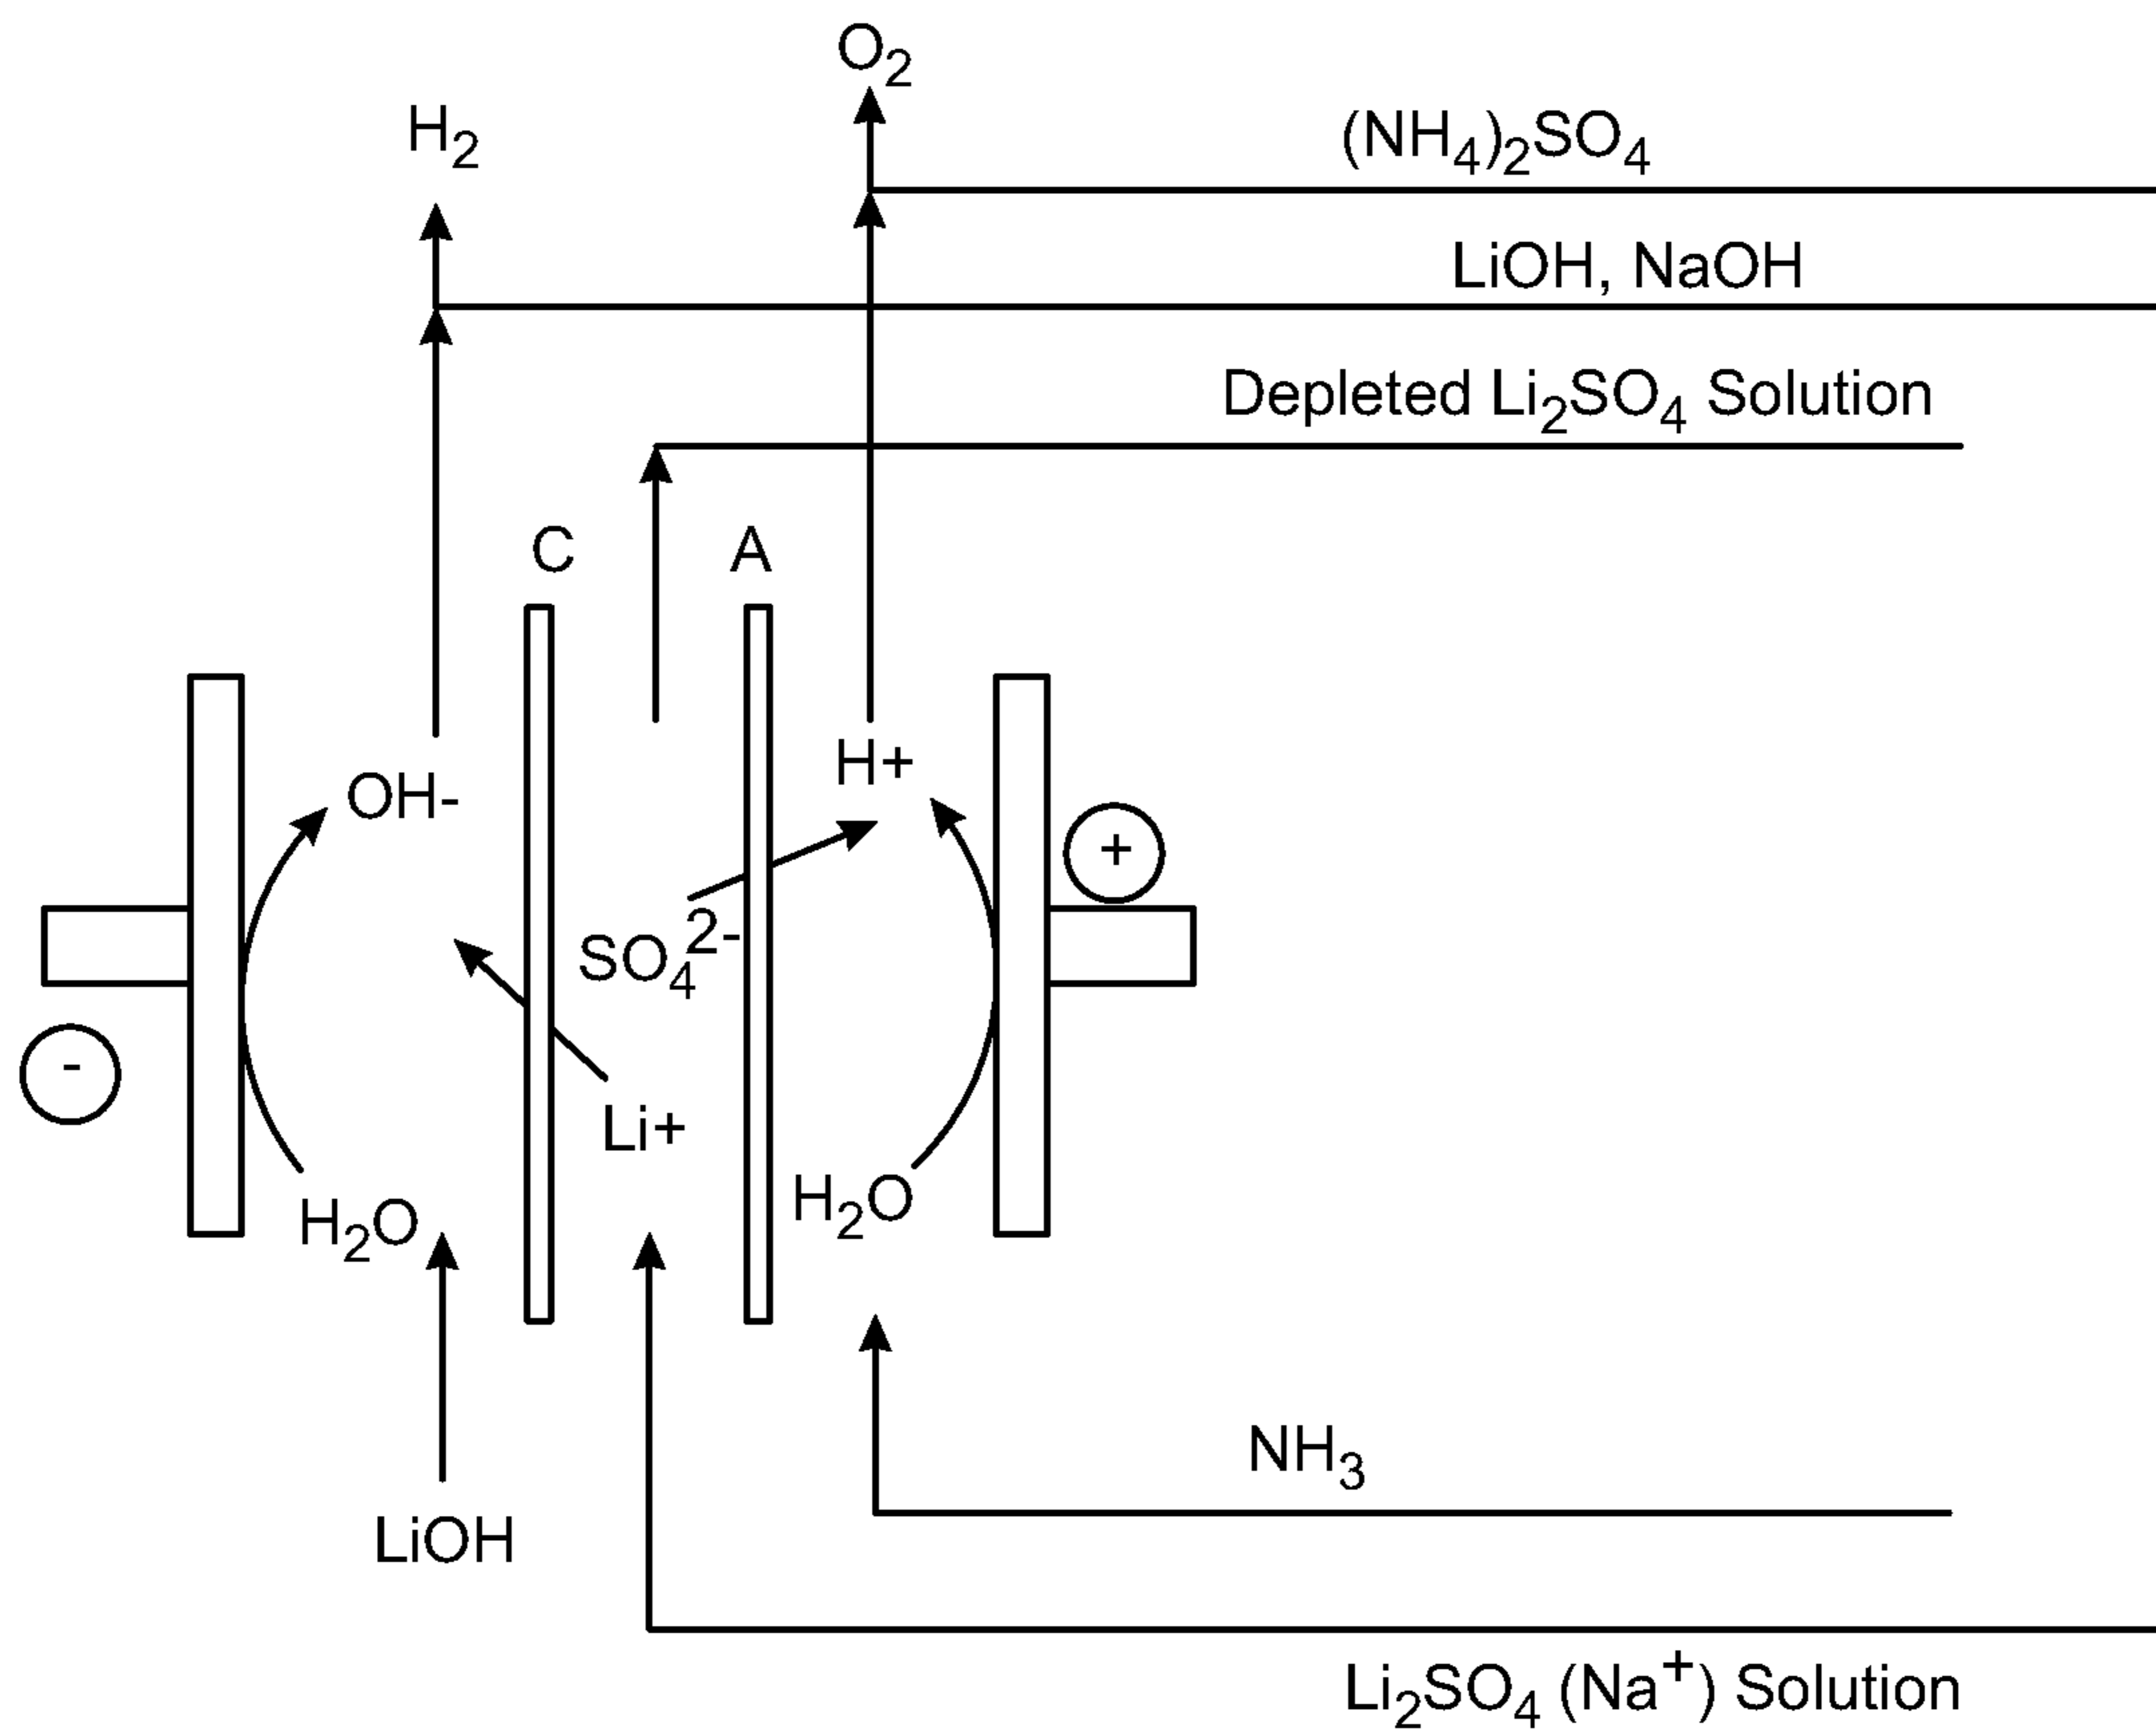 O₂
H₂
(NH₄)₂SO₄
LiOH, NaOH
Depleted Li₂SO₄ Solution
C
A
H+
OH-
+
SO₄²⁻
-
Li+
H₂O
H₂O
NH₃
LiOH
Li₂SO₄ (Na⁺) Solution